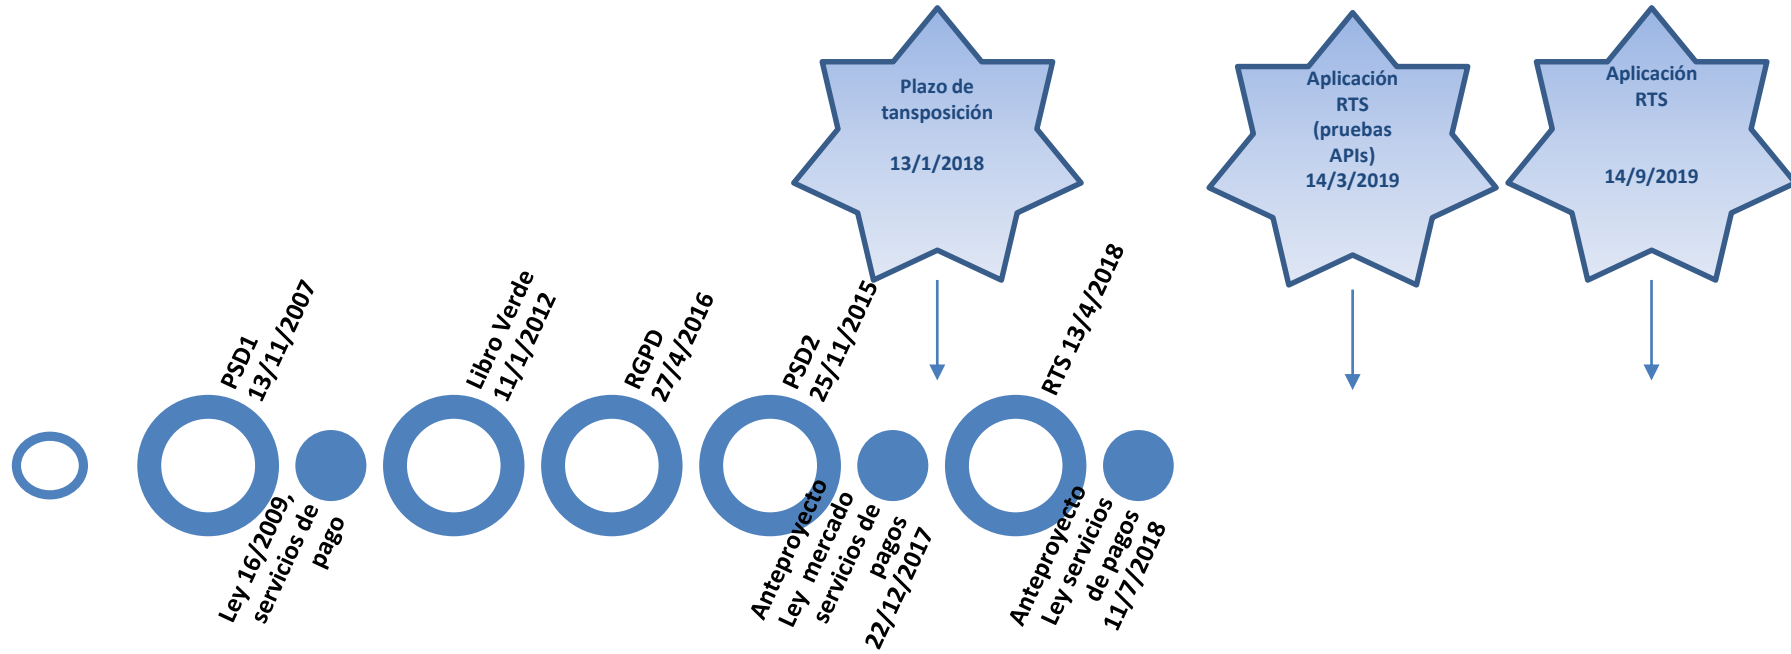 Plazo de
tansposición
13/1/2018
Aplicación
RTS
(pruebas
APIs)
14/3/2019
Aplicación
RTS
14/9/2019
PSD1
13/11/2007
Ley 16/2009,
servicios de
pago
Libro Verde
11/1/2012
RGPD
27/4/2016
PSD2
25/11/2015
Anteproyecto
Ley mercado
servicios de
pagos
22/12/2017
RTS 13/4/2018
Anteproyecto
Ley servicios
de pagos
11/7/2018